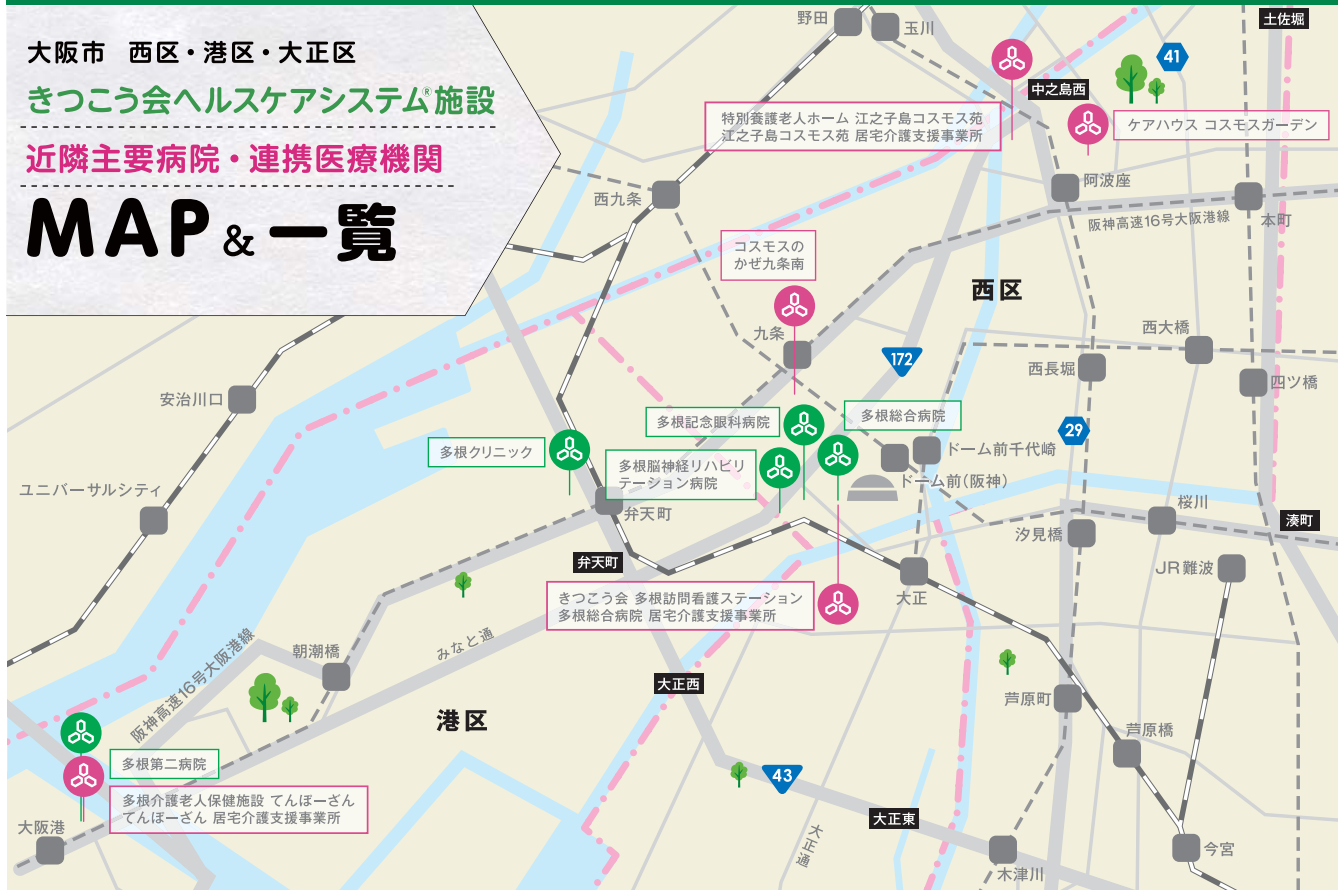 大阪市 西区・港区・大正区
きつこう会ヘルスケアシステム®施設
近隣主要病院・連携医療機関
MAP & 一覧
野田
玉川
土佐堀
41
中之島西
特別養護老人ホーム 江之子島コスモス苑
江之子島コスモス苑 居宅介護支援事業所
ケアハウス コスモスガーデン
西九条
阿波座
阪神高速16号大阪港線
本町
コスモスの
かぜ九条南
西区
九条
172
西大橋
西長堀
四ツ橋
安治川口
多根記念眼科病院
多根総合病院
29
多根クリニック
多根脳神経リハビリ
テーション病院
ドーム前千代崎
ドーム前(阪神)
ユニバーサルシティ
弁天町
桜川
湊町
汐見橋
弁天町
JR難波
きつこう会 多根訪問看護ステーション
多根総合病院 居宅介護支援事業所
大正
みなと通
朝潮橋
阪神高速16号大阪港線
大正西
芦原町
港区
芦原橋
多根第二病院
43
多根介護老人保健施設 てんぽーざん
てんぽーざん 居宅介護支援事業所
大阪港
大正東
大正通
今宮
木津川